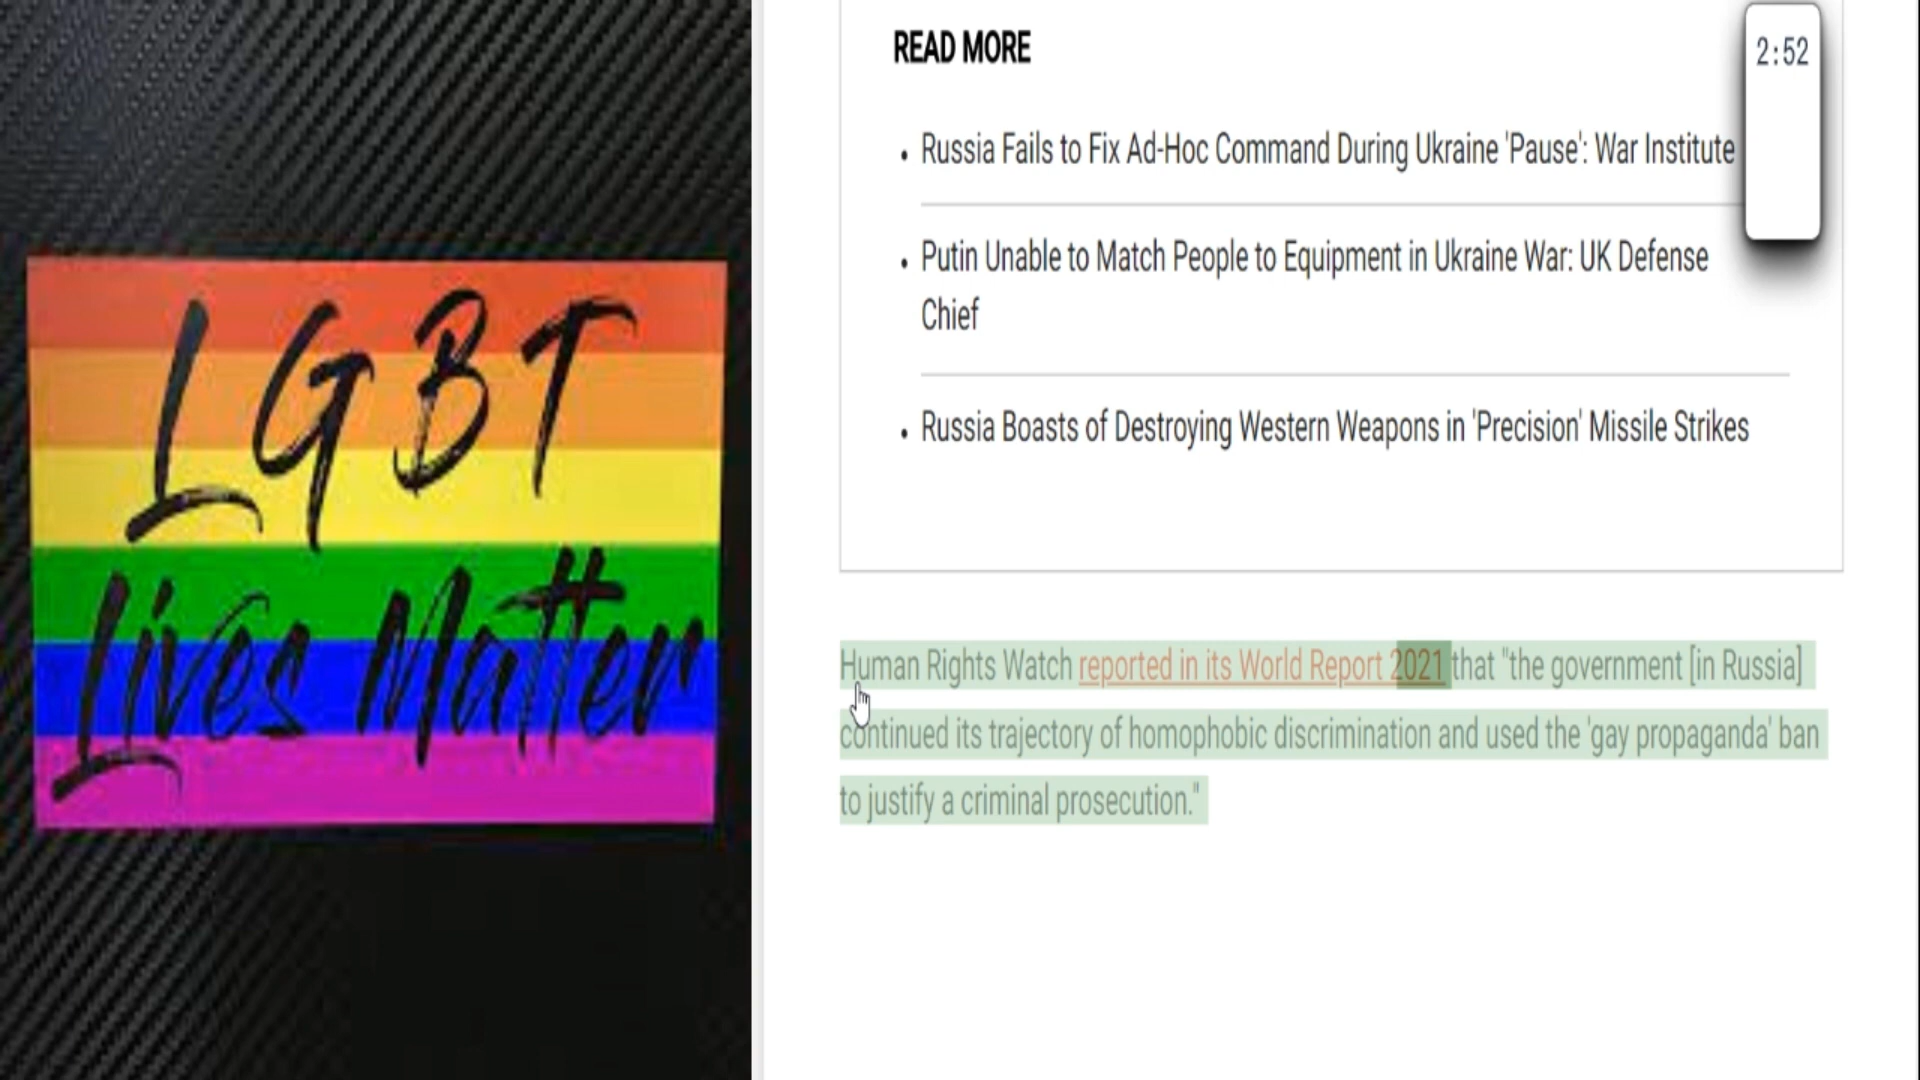 LGBT
Lives Matter
READ MORE
2:52
• Russia Fails to Fix Ad-Hoc Command During Ukraine 'Pause': War Institute
• Putin Unable to Match People to Equipment in Ukraine War: UK Defense
Chief
• Russia Boasts of Destroying Western Weapons in 'Precision' Missile Strikes
Human Rights Watch reported in its World Report 2021 that "the government [in Russia]
continued its trajectory of homophobic discrimination and used the 'gay propaganda' ban
to justify a criminal prosecution."